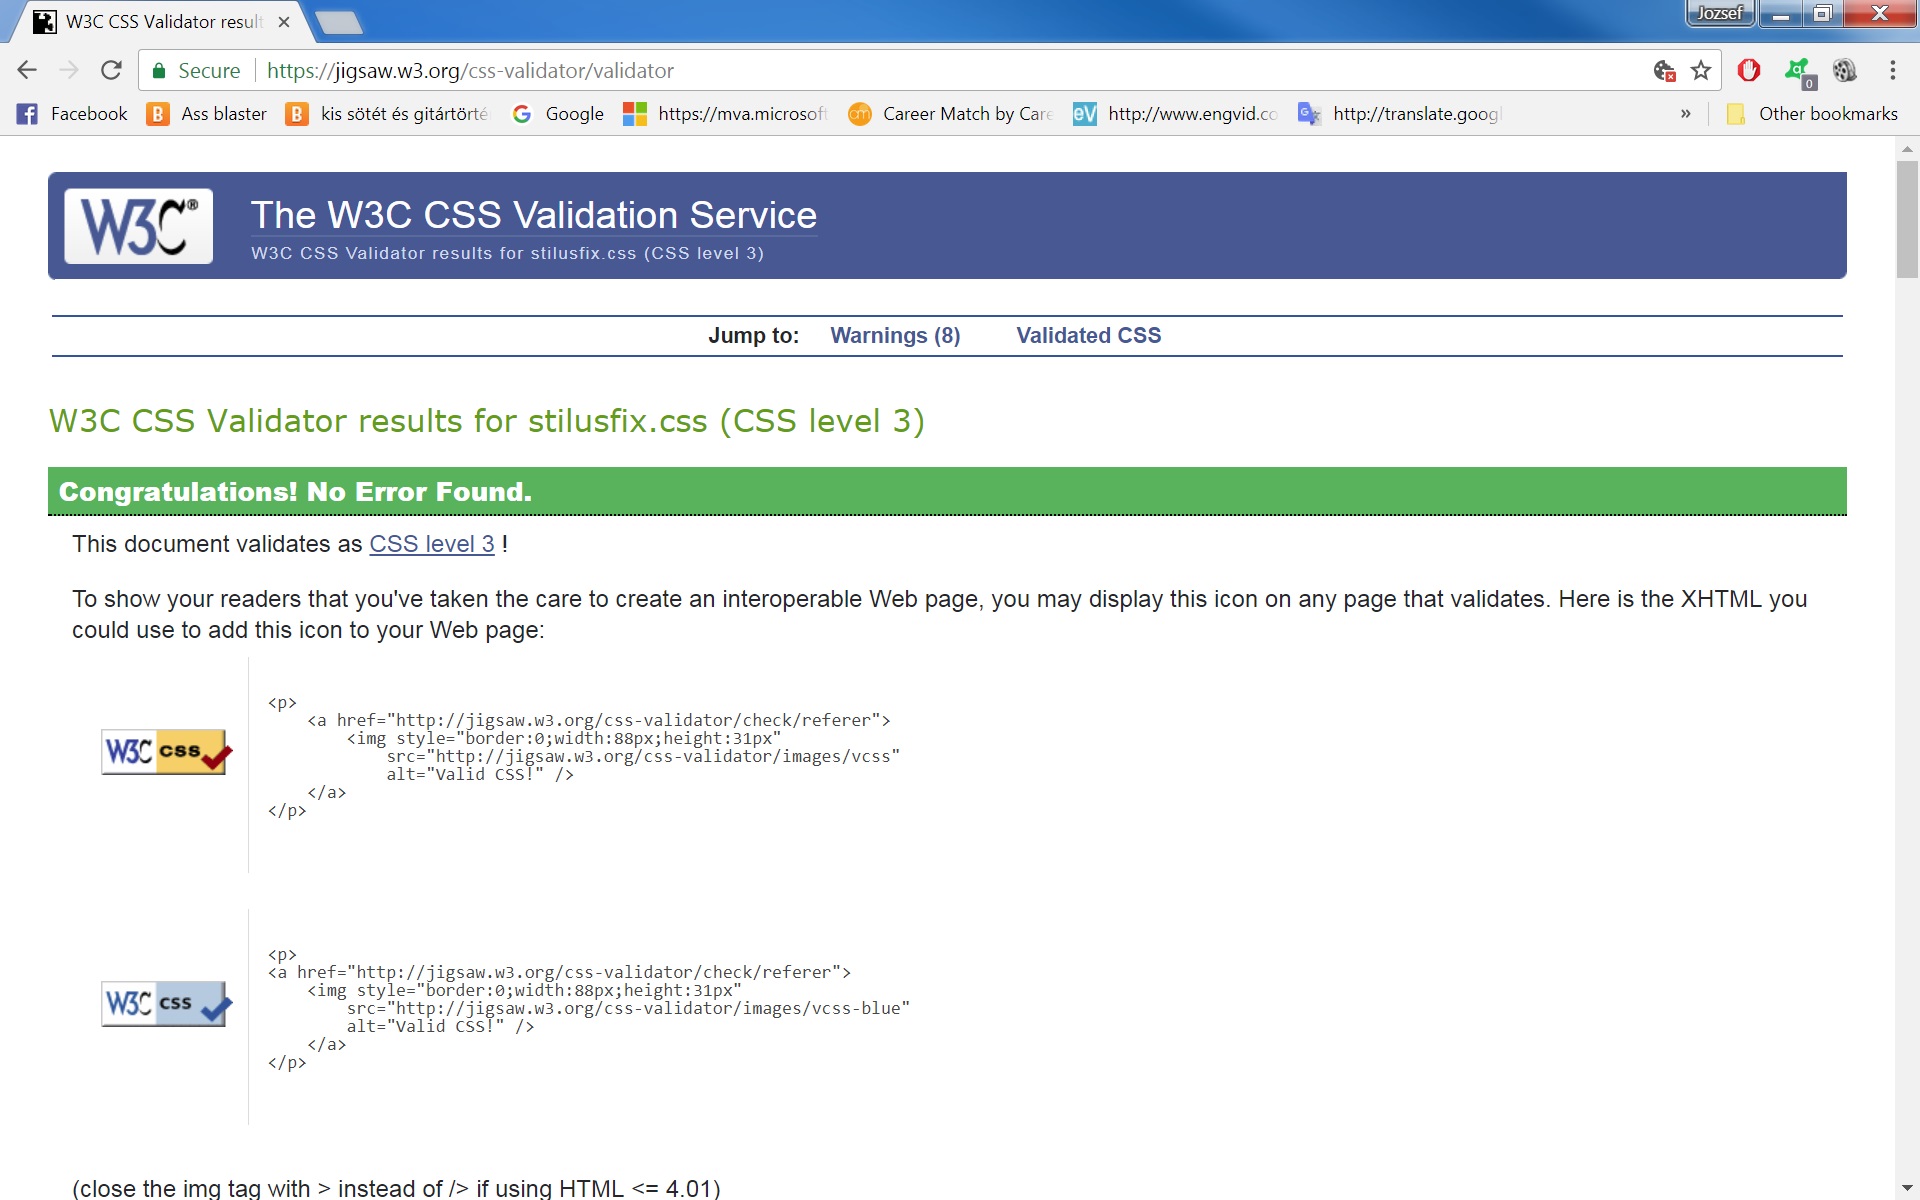 W3C CSS Validator result
Jozsef
Secure https://jigsaw.w3.org/css-validator/validator
0
Facebook Ass blaster kis sötét és gitártörté Google https://mva.microsoft Career Match by Care http://www.engvid.co http://translate.googl » Other bookmarks
W3C® The W3C CSS Validation Service
W3C CSS Validator results for stilusfix.css (CSS level 3)
Jump to: Warnings (8) Validated CSS
W3C CSS Validator results for stilusfix.css (CSS level 3)
Congratulations! No Error Found.
This document validates as CSS level 3 !
To show your readers that you've taken the care to create an interoperable Web page, you may display this icon on any page that validates. Here is the XHTML you
could use to add this icon to your Web page:
W3C css
<p>
<a href="http://jigsaw.w3.org/css-validator/check/referer">
<img style="border:0;width:88px;height:31px"
src="http://jigsaw.w3.org/css-validator/images/vcss"
alt="Valid CSS!" />
</a>
</p>
W3C css
<p>
<a href="http://jigsaw.w3.org/css-validator/check/referer">
<img style="border:0;width:88px;height:31px"
src="http://jigsaw.w3.org/css-validator/images/vcss-blue"
alt="Valid CSS!" />
</a>
</p>
(close the img tag with > instead of /> if using HTML <= 4.01)